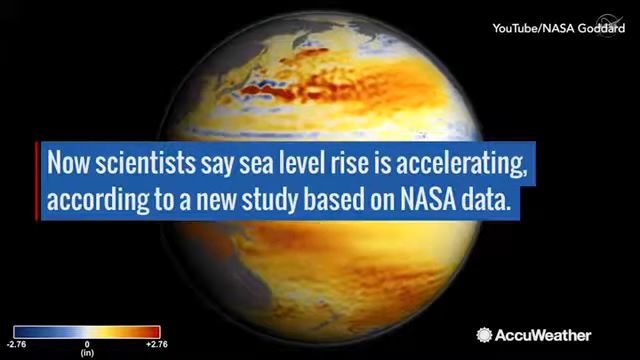 YouTube/NASA Goddard
Now scientists say sea level rise is accelerating,
according to a new study based on NASA data.
-2.76 0 +2.76
(in)
AccuWeather